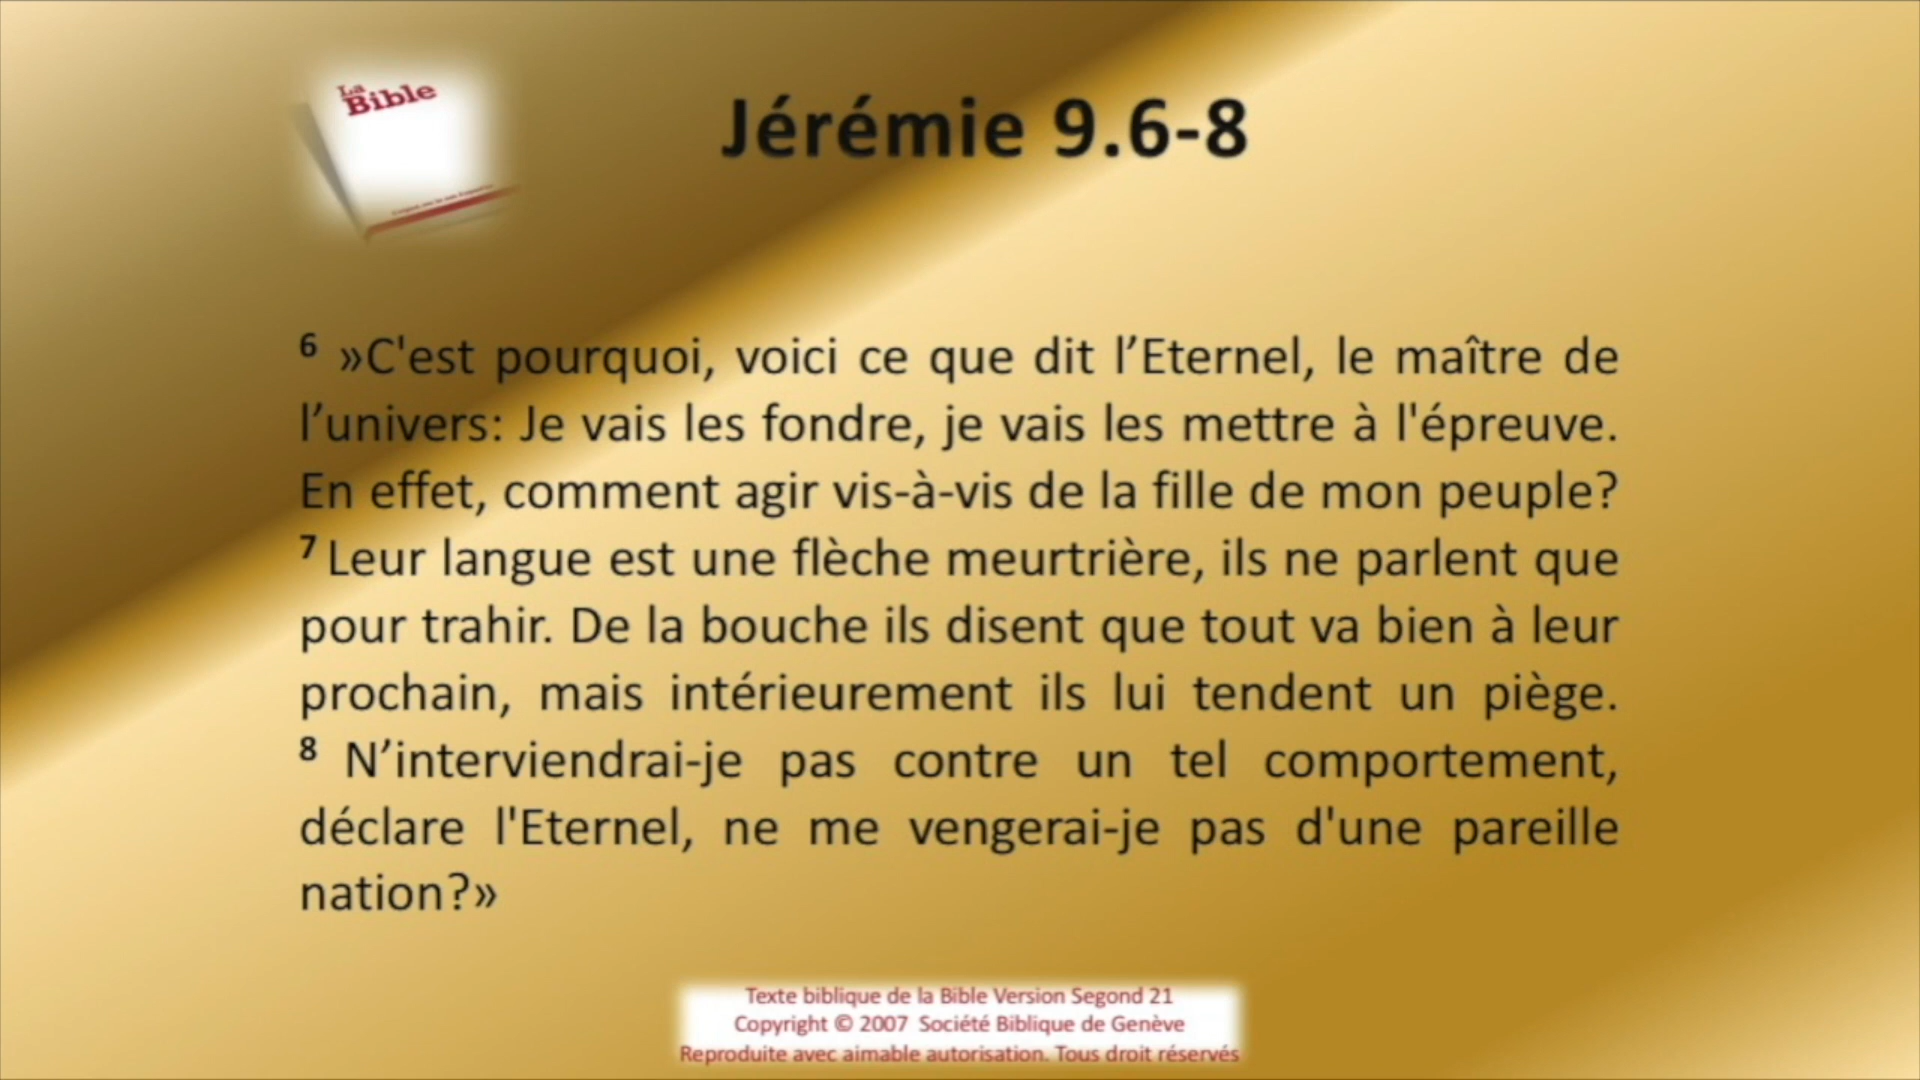 La
Bible
Jérémie 9.6-8
6 »C'est pourquoi, voici ce que dit l’Eternel, le maître de
l’univers: Je vais les fondre, je vais les mettre à l'épreuve.
En effet, comment agir vis-à-vis de la fille de mon peuple?
7 Leur langue est une flèche meurtrière, ils ne parlent que
pour trahir. De la bouche ils disent que tout va bien à leur
prochain, mais intérieurement ils lui tendent un piège.
8 N’interviendrai-je pas contre un tel comportement,
déclare l'Eternel, ne me vengerai-je pas d'une pareille
nation?»
Texte biblique de la Bible Version Segond 21
Copyright © 2007 Société Biblique de Genève
Reproduite avec aimable autorisation. Tous droit réservés